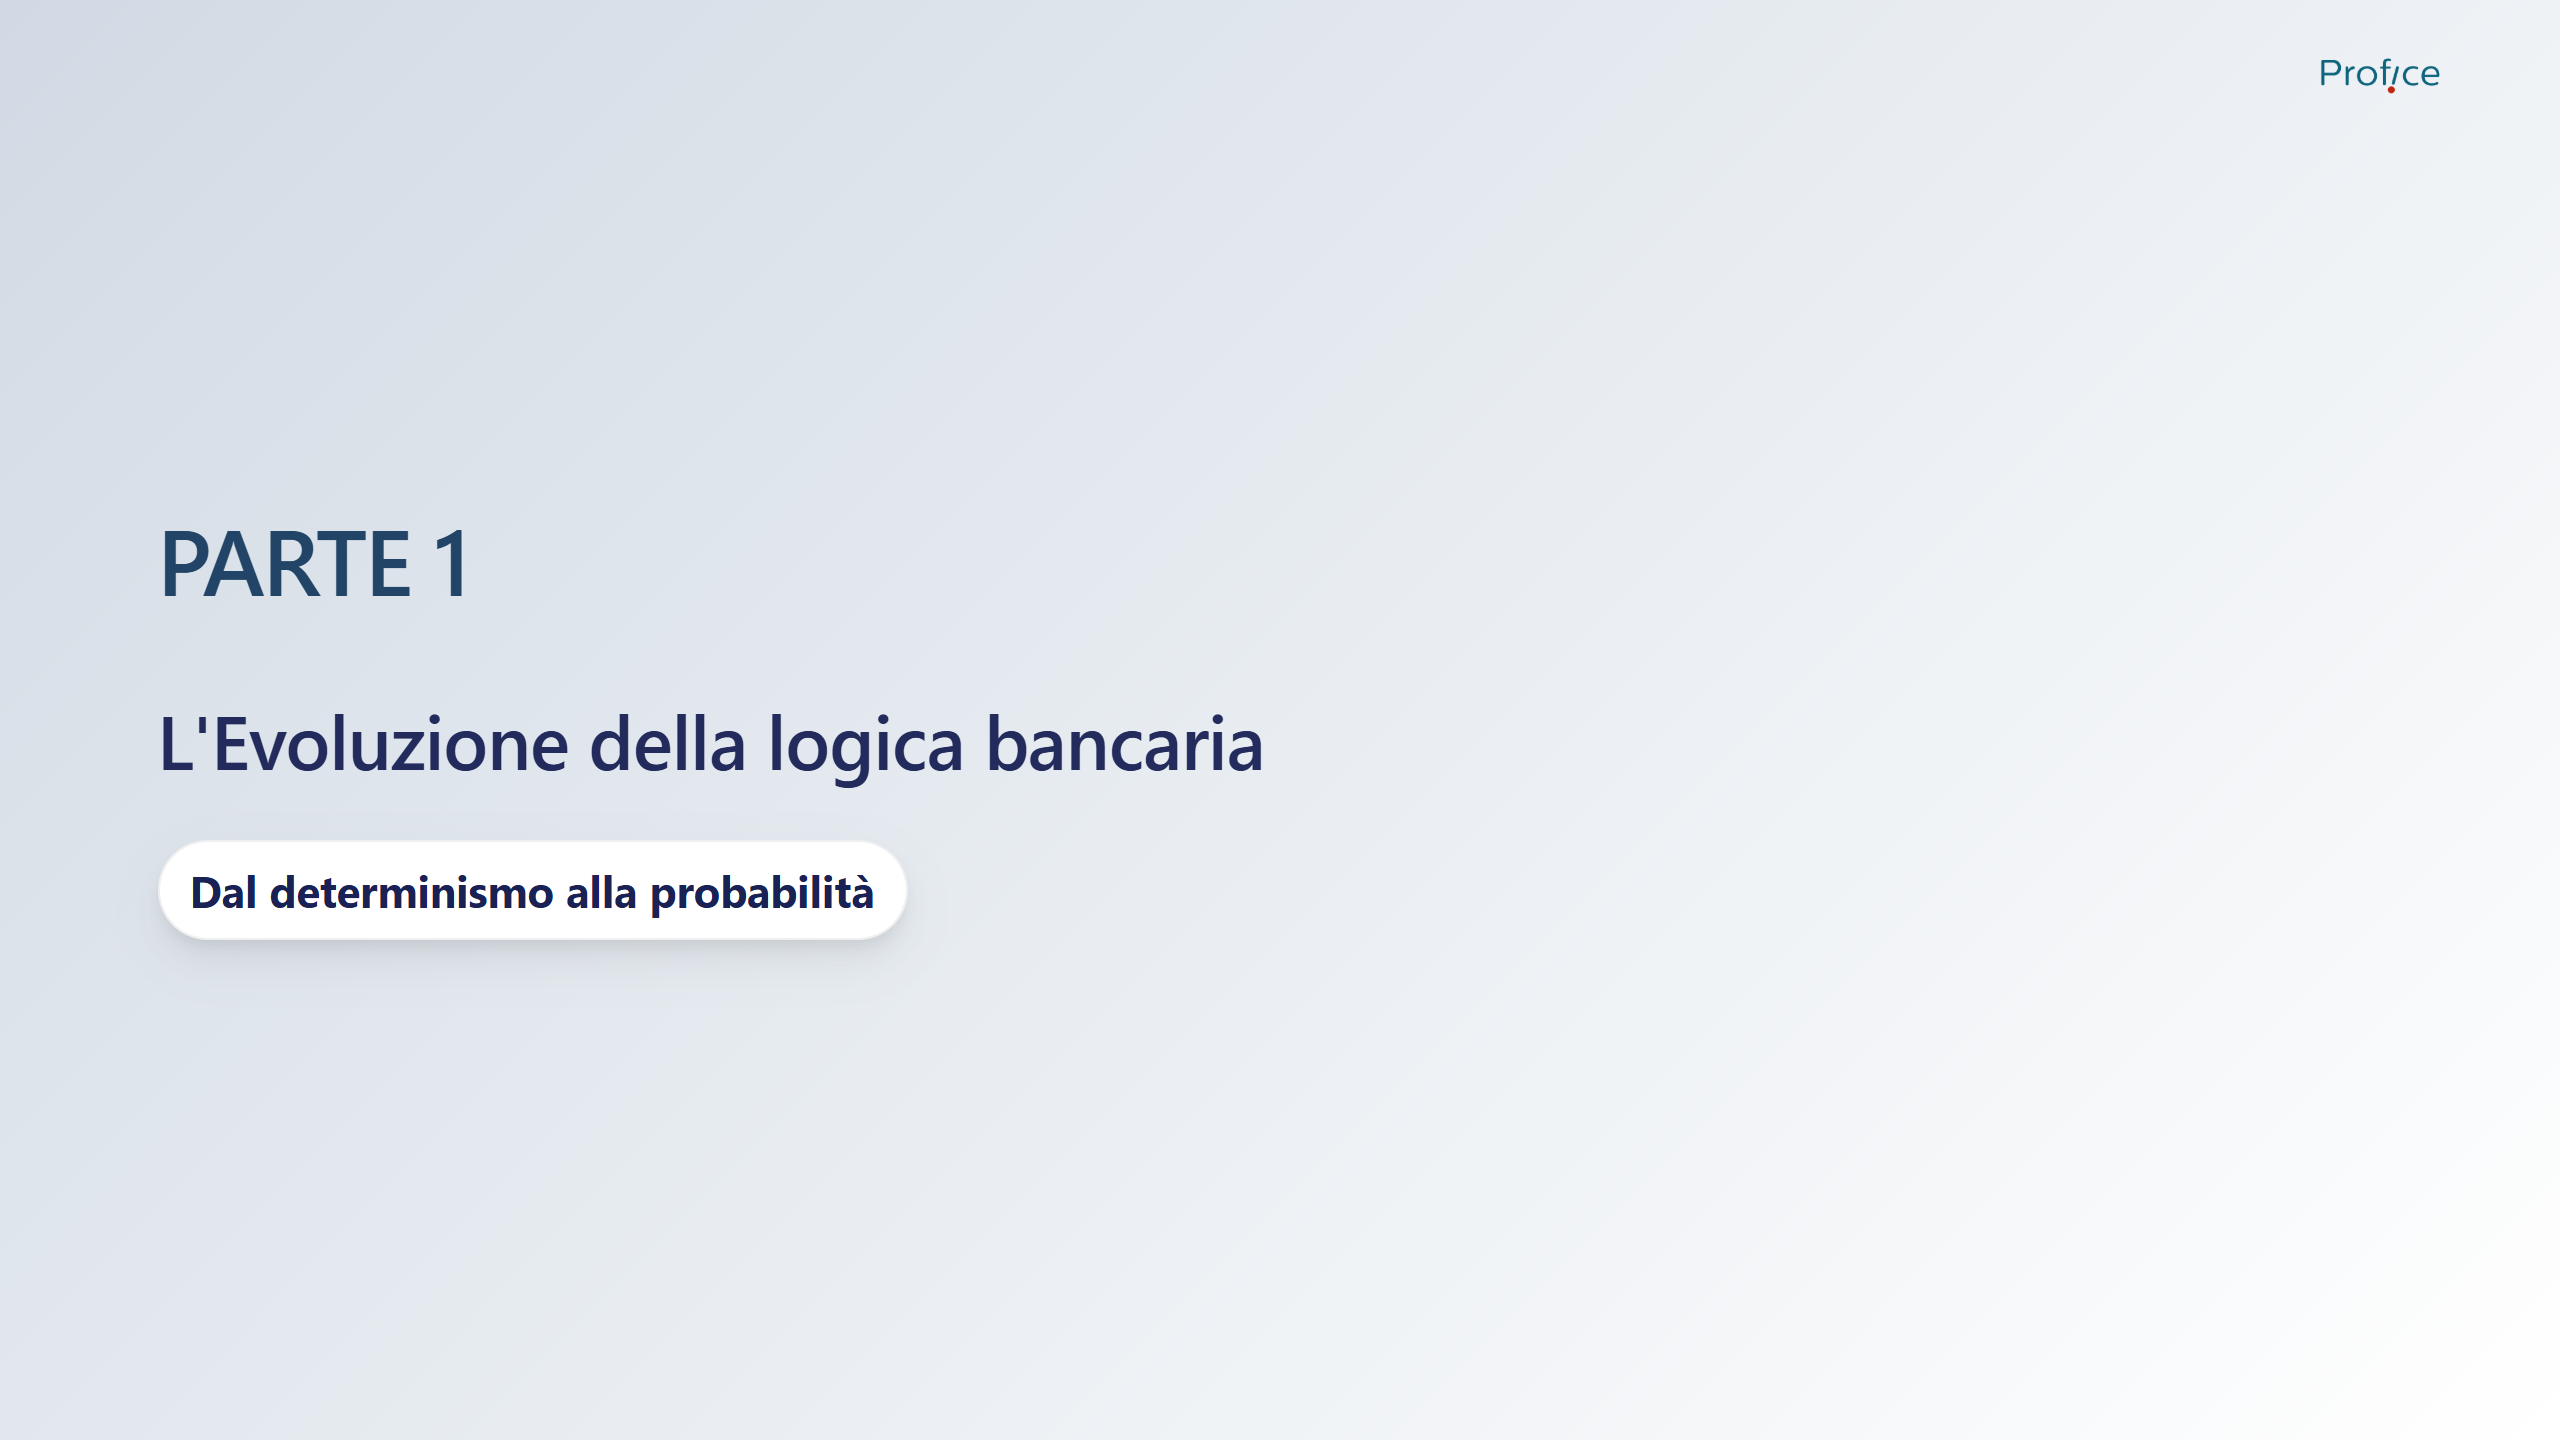 Profice
PARTE 1
L'Evoluzione della logica bancaria
Dal determinismo alla probabilità